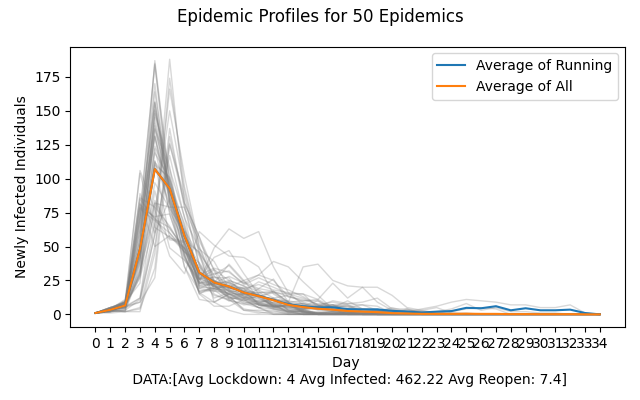 Epidemic Profiles for 50 Epidemics
Average of Running
Average of All
Newly Infected Individuals
175
150
125
100
75
50
25
0
0 1 2 3 4 5 6 7 8 9 10 11 12 13 14 15 16 17 18 19 20 21 22 23 24 25 26 27 28 29 30 31 32 33 34
Day
DATA:[Avg Lockdown: 4 Avg Infected: 462.22 Avg Reopen: 7.4]